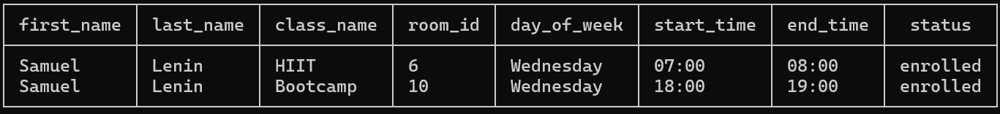 first_name last_name class_name room_id day_of_week start_time end_time status
Samuel Lenin HIIT 6 Wednesday 07:00 08:00 enrolled
Samuel Lenin Bootcamp 10 Wednesday 18:00 19:00 enrolled